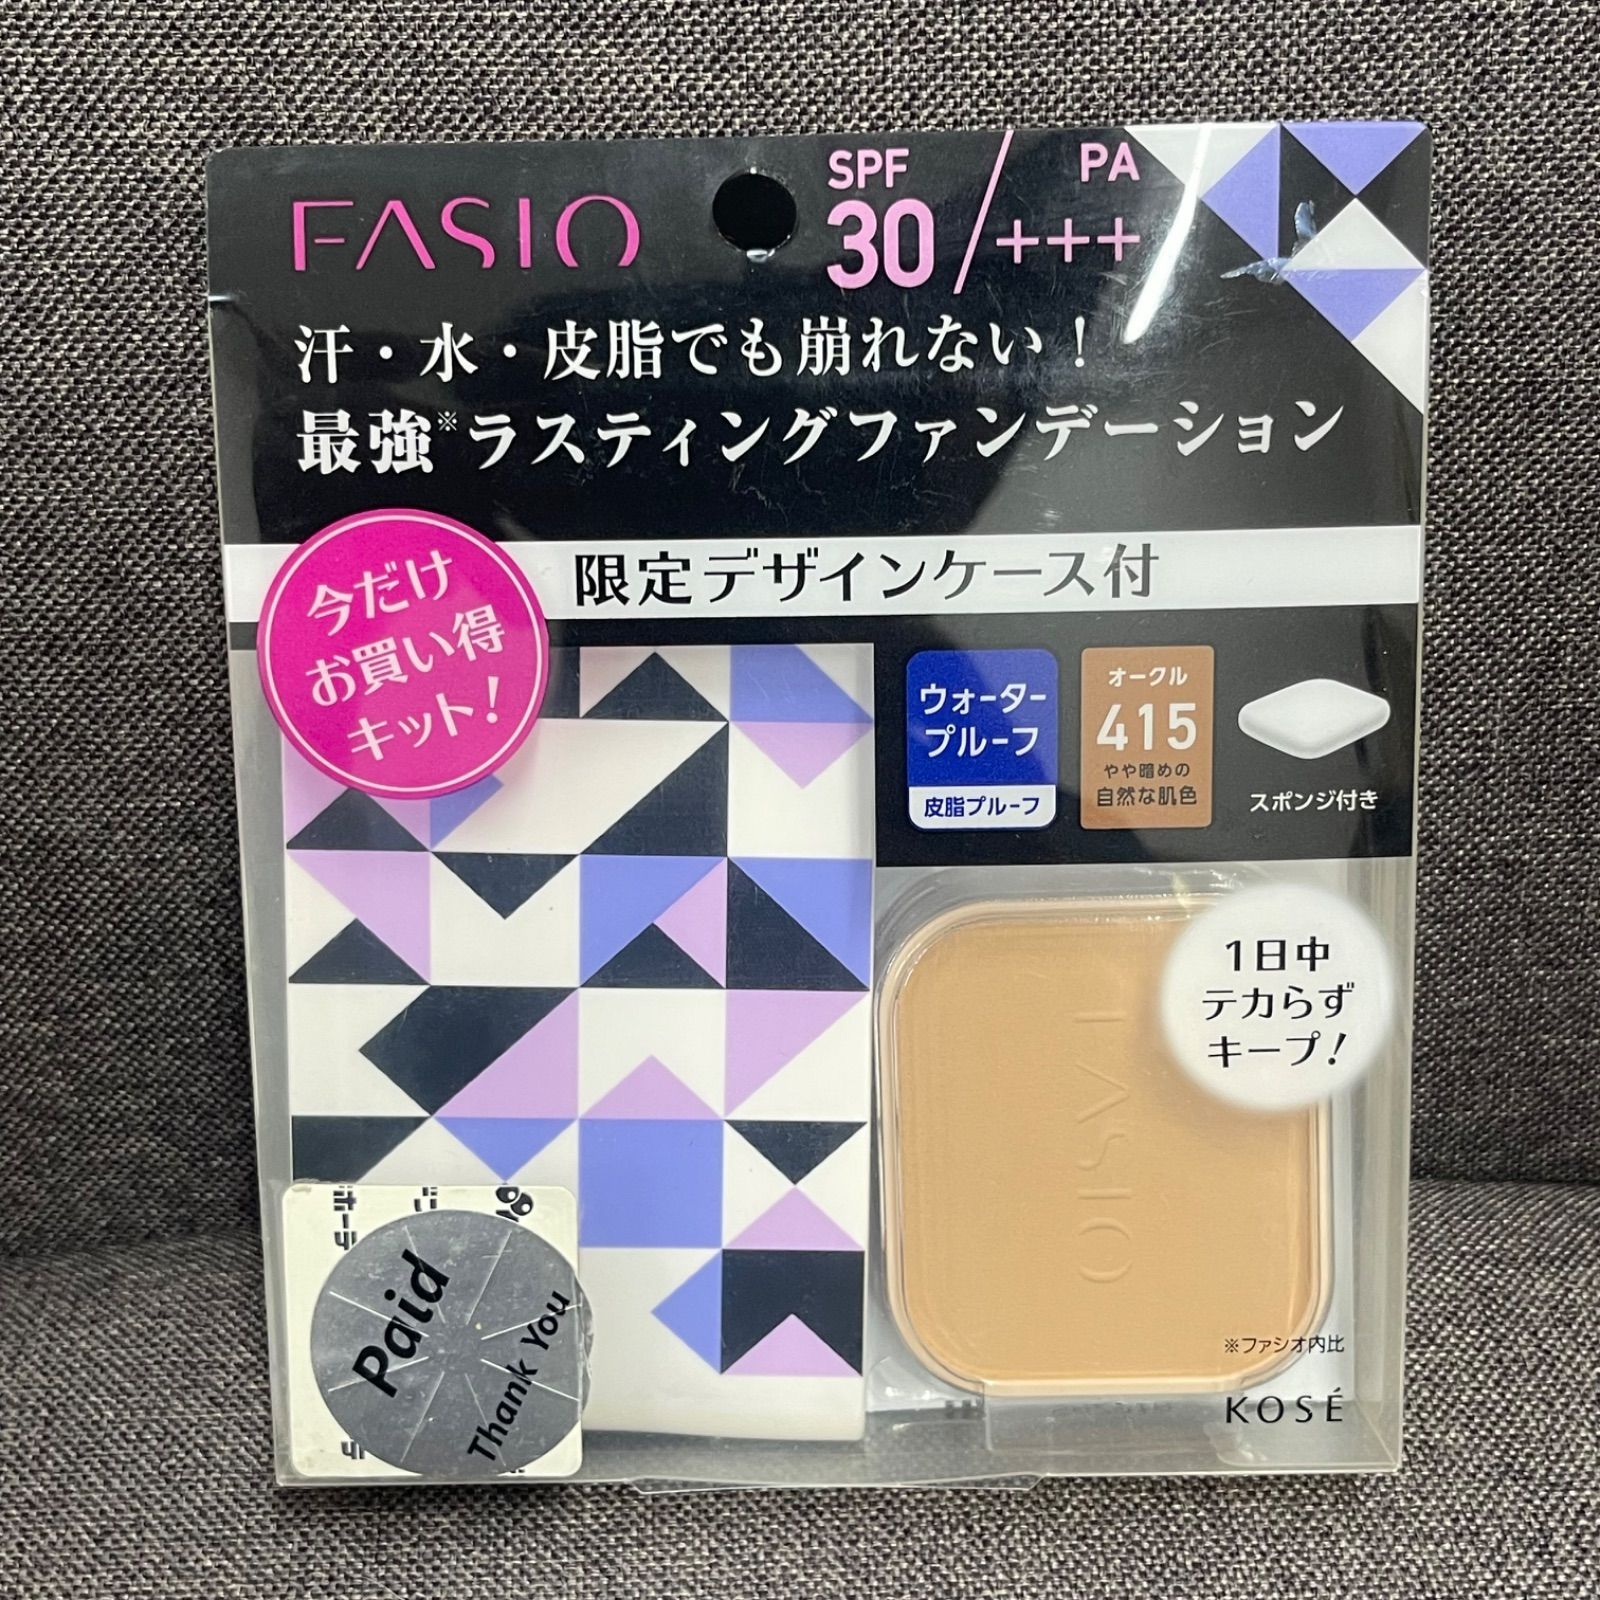 FASIO
SPF
30
PA
+++
汗・水・皮脂でも崩れない！
最強※ラスティングファンデーション
限定デザインケース付
今だけ
お買い得
キット！
ウォーター
プルーフ
皮脂プルーフ
オークル
415
やや暗めの
自然な肌色
スポンジ付き
1日中
テカらず
キープ！
FASIO
※ファシオ内比
KOSÉ
Paid
Thank You